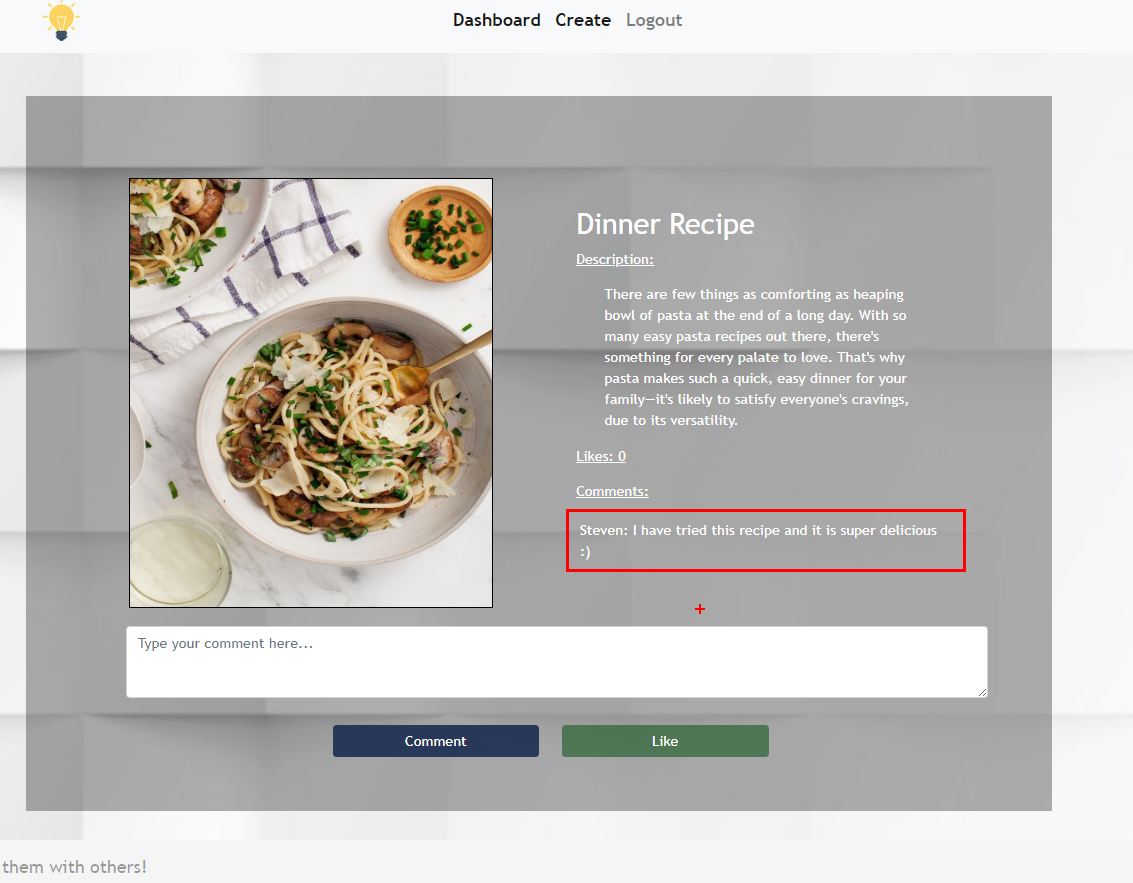 Dashboard Create Logout
Dinner Recipe
Description:
There are few things as comforting as heaping
bowl of pasta at the end of a long day. With so
many easy pasta recipes out there, there's
something for every palate to love. That's why
pasta makes such a quick, easy dinner for your
family—it's likely to satisfy everyone's cravings,
due to its versatility.
Likes: 0
Comments:
Steven: I have tried this recipe and it is super delicious
:)
Type your comment here...
Comment Like
them with others!